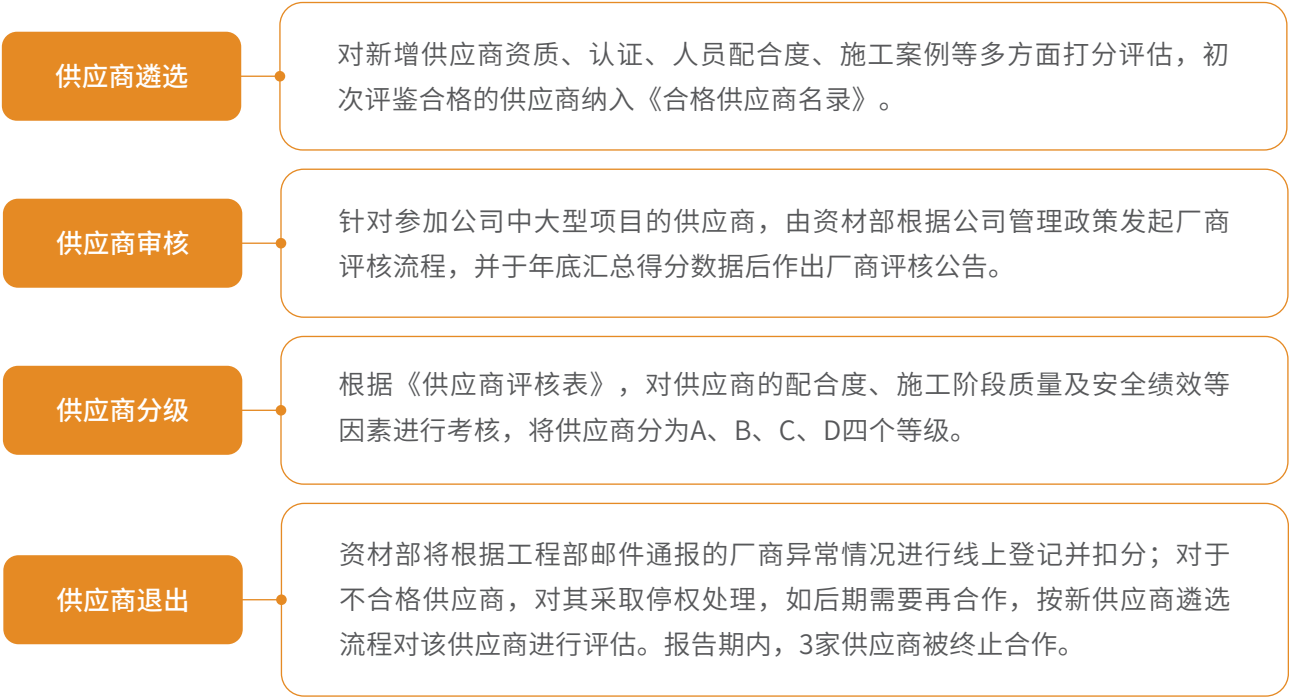 供应商遴选
对新增供应商资质、认证、人员配合度、施工案例等多方面打分评估，初
次评鉴合格的供应商纳入《合格供应商名录》。
供应商审核
针对参加公司中大型项目的供应商，由资材部根据公司管理政策发起厂商
评核流程，并于年底汇总得分数据后作出厂商评核公告。
供应商分级
根据《供应商评核表》，对供应商的配合度、施工阶段质量及安全绩效等
因素进行考核，将供应商分为A、B、C、D四个等级。
供应商退出
资材部将根据工程部邮件通报的厂商异常情况进行线上登记并扣分；对于
不合格供应商，对其采取停权处理，如后期需要再合作，按新供应商遴选
流程对该供应商进行评估。报告期内，3家供应商被终止合作。